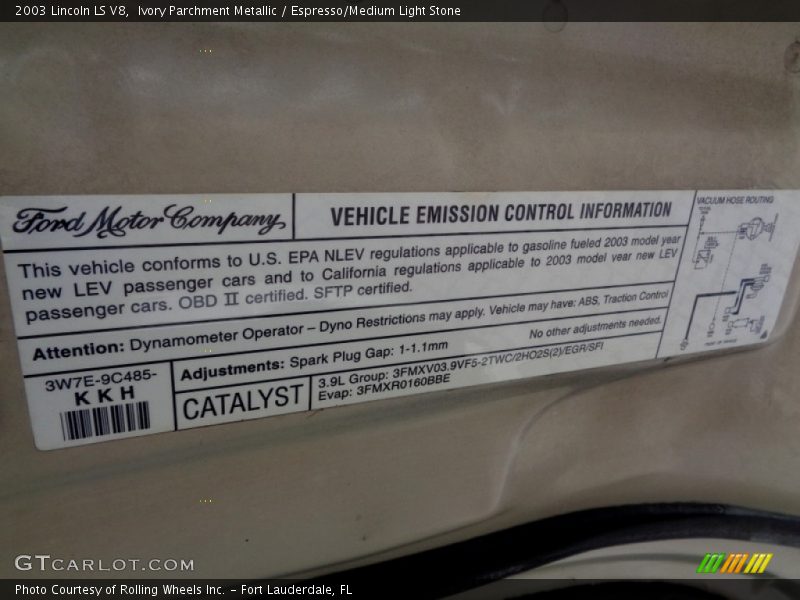 2003 Lincoln LS V8,  Ivory Parchment Metallic / Espresso/Medium Light Stone
Ford Motor Company,
VEHICLE EMISSION CONTROL INFORMATION
VACUUM HOSE ROUTING
This vehicle conforms to U.S. EPA NLEV regulations applicable to gasoline fueled 2003 model year
new LEV passenger cars and to California regulations applicable to 2003 model year new LEV
passenger cars. OBD II certified. SFTP certified.
Attention: Dynamometer Operator – Dyno Restrictions may apply. Vehicle may have: ABS, Traction Control
Adjustments: Spark Plug Gap: 1-1.1mm
No other adjustments needed.
3W7E-9C485-
KKH
CATALYST
3.9L Group: 3FMXV03.9VF5-2TWC/2HO2S(2)/EGR/SFI
Evap: 3FMXR0160BBE
GTCARLOT.COM
Photo Courtesy of Rolling Wheels Inc. – Fort Lauderdale, FL